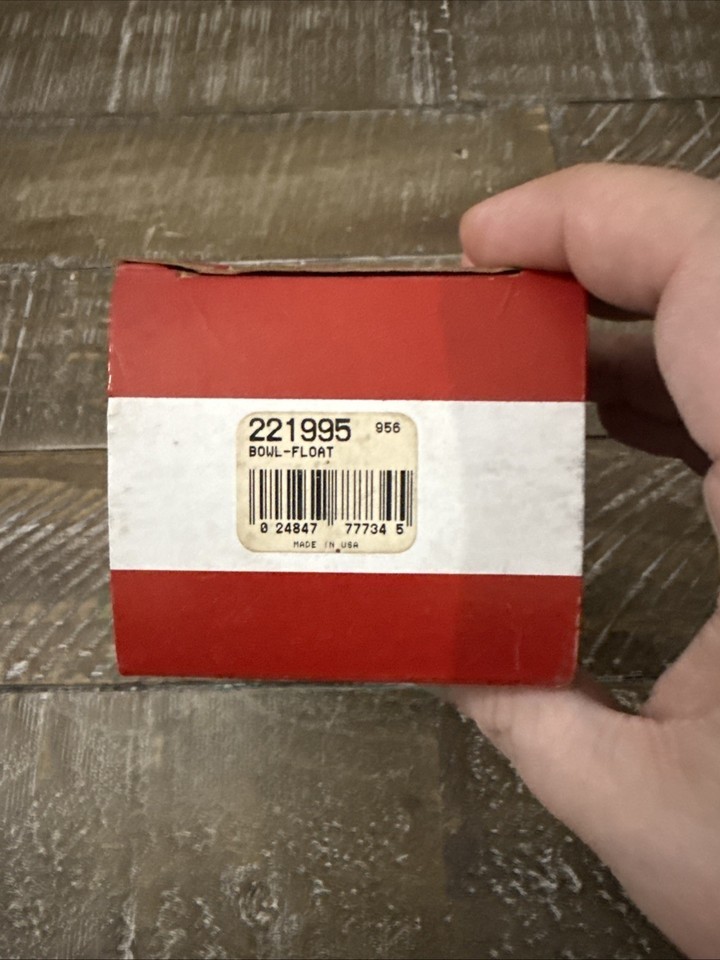 221995 956
BOWL-FLOAT
0 24847 77734 5
MADE IN USA